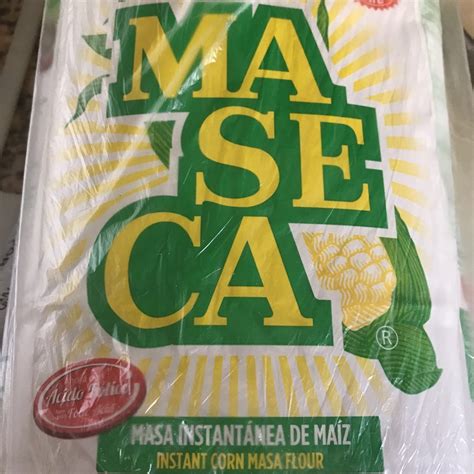 MA
SE
CA
®
Ácido Fólico
MASA INSTANTÁNEA DE MAÍZ
INSTANT CORN MASA FLOUR